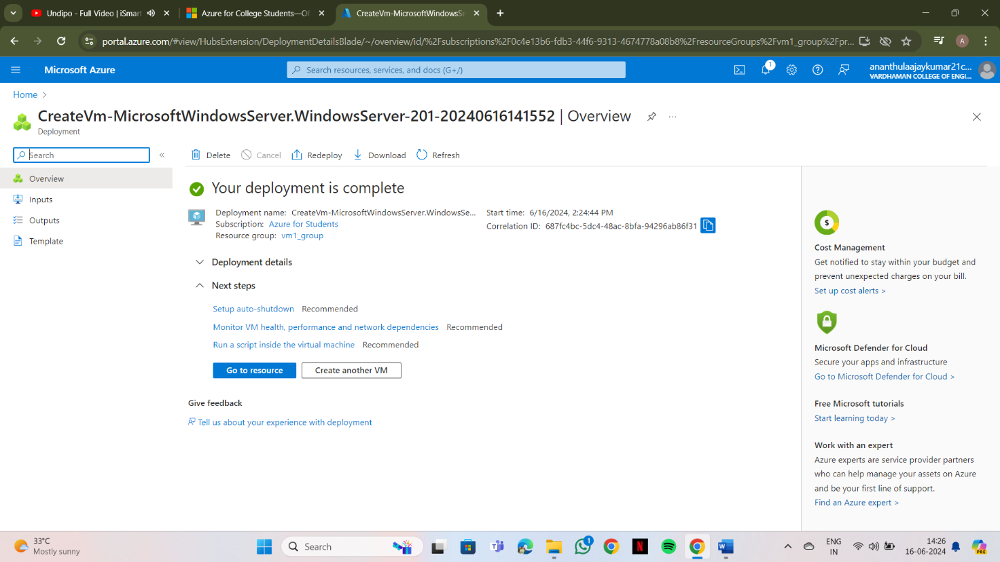 Undipo - Full Video | iSmart
Azure for College Students—Of
CreateVm-MicrosoftWindowsSe
portal.azure.com/#view/HubsExtension/DeploymentDetailsBlade/~/overview/id/%2Fsubscriptions%2F0c4e13b6-fdb3-44f6-9313-4674778a08b8%2FresourceGroups%2Fvm1_group%2Fpr...
A
Microsoft Azure
Search resources, services, and docs (G+/)
1
ananthulaajaykumar21c...
VARDHAMAN COLLEGE OF ENGI...
Home
CreateVm-MicrosoftWindowsServer.WindowsServer-201-20240616141552 | Overview
Deployment
Search
Delete
Cancel
Redeploy
Download
Refresh
Overview
Inputs
Outputs
Template
Your deployment is complete
Deployment name: CreateVm-MicrosoftWindowsServer.WindowsSe...
Subscription: Azure for Students
Resource group: vm1_group
Start time: 6/16/2024, 2:24:44 PM
Correlation ID: 687fc4bc-5dc4-48ac-8bfa-94296ab86f31
Deployment details
Next steps
Setup auto-shutdown Recommended
Monitor VM health, performance and network dependencies Recommended
Run a script inside the virtual machine Recommended
Go to resource
Create another VM
Give feedback
Tell us about your experience with deployment
Cost Management
Get notified to stay within your budget and
prevent unexpected charges on your bill.
Set up cost alerts >
Microsoft Defender for Cloud
Secure your apps and infrastructure
Go to Microsoft Defender for Cloud >
Free Microsoft tutorials
Start learning today >
Work with an expert
Azure experts are service provider partners
who can help manage your assets on Azure
and be your first line of support.
Find an Azure expert >
33°C
Mostly sunny
Search
1
ENG
IN
14:26
16-06-2024
PRE